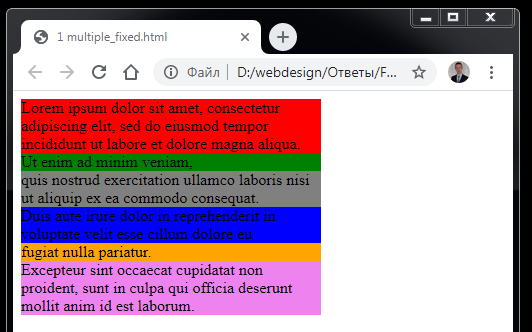 1 multiple_fixed.html
Файл | D:/webdesign/Ответы/F...
Lorem ipsum dolor sit amet, consectetur
adipiscing elit, sed do eiusmod tempor
incididunt ut labore et dolore magna aliqua.
Ut enim ad minim veniam,
quis nostrud exercitation ullamco laboris nisi
ut aliquip ex ea commodo consequat.
Duis aute irure dolor in reprehenderit in
voluptate velit esse cillum dolore eu
fugiat nulla pariatur.
Excepteur sint occaecat cupidatat non
proident, sunt in culpa qui officia deserunt
mollit anim id est laborum.